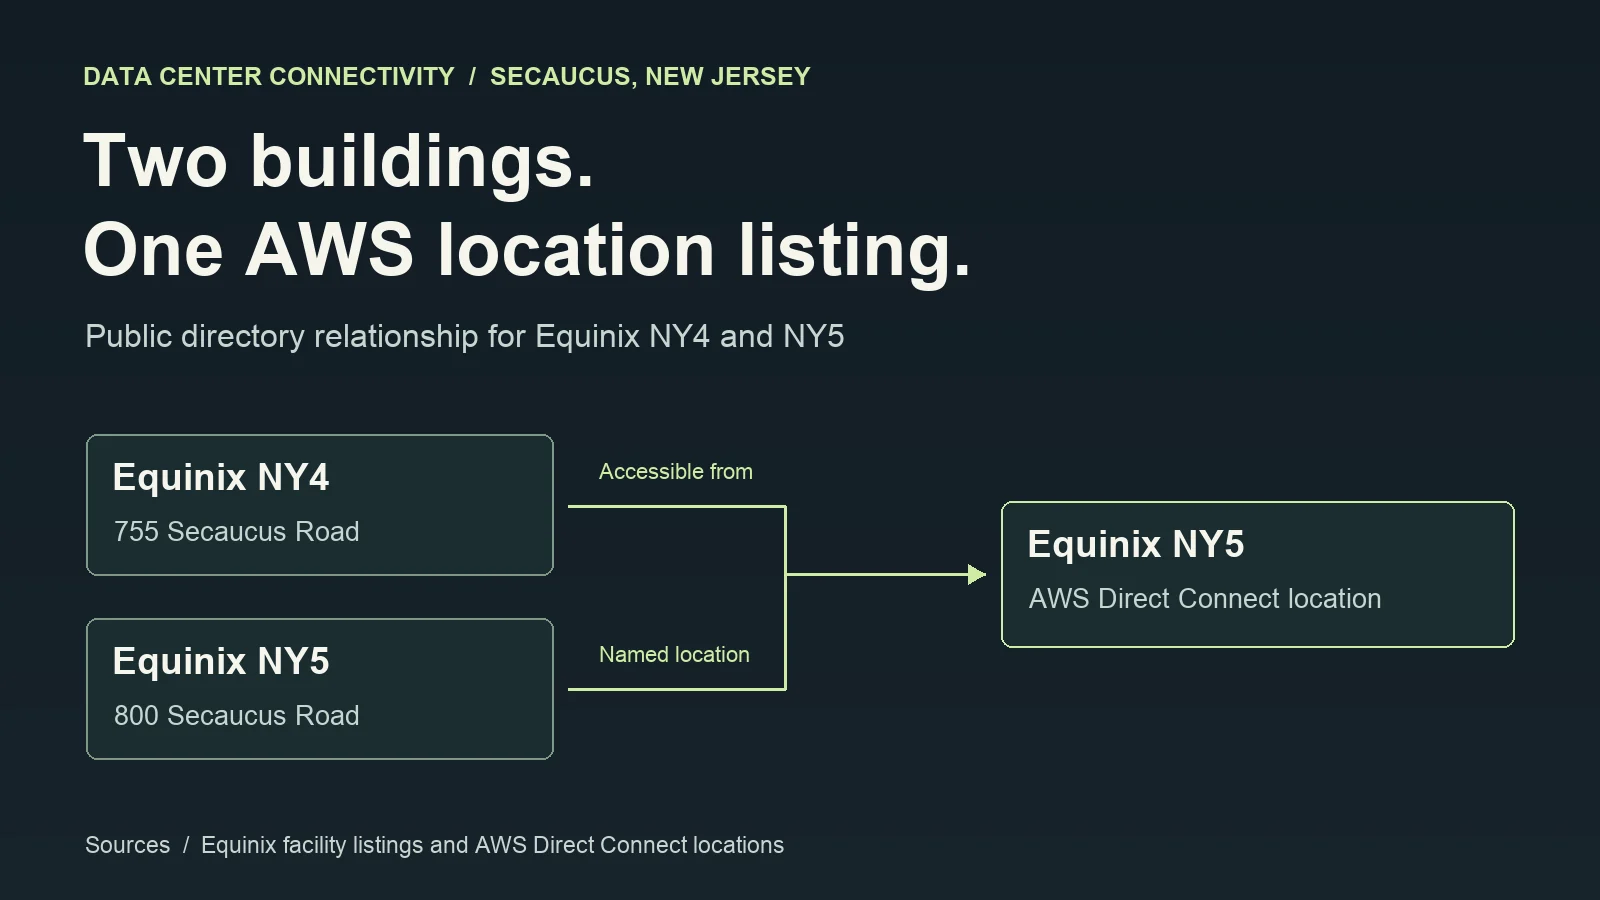 DATA CENTER CONNECTIVITY / SECAUCUS, NEW JERSEY
Two buildings.
One AWS location listing.
Public directory relationship for Equinix NY4 and NY5
Equinix NY4
755 Secaucus Road
Accessible from
Equinix NY5
800 Secaucus Road
Named location
Equinix NY5
AWS Direct Connect location
Sources / Equinix facility listings and AWS Direct Connect locations